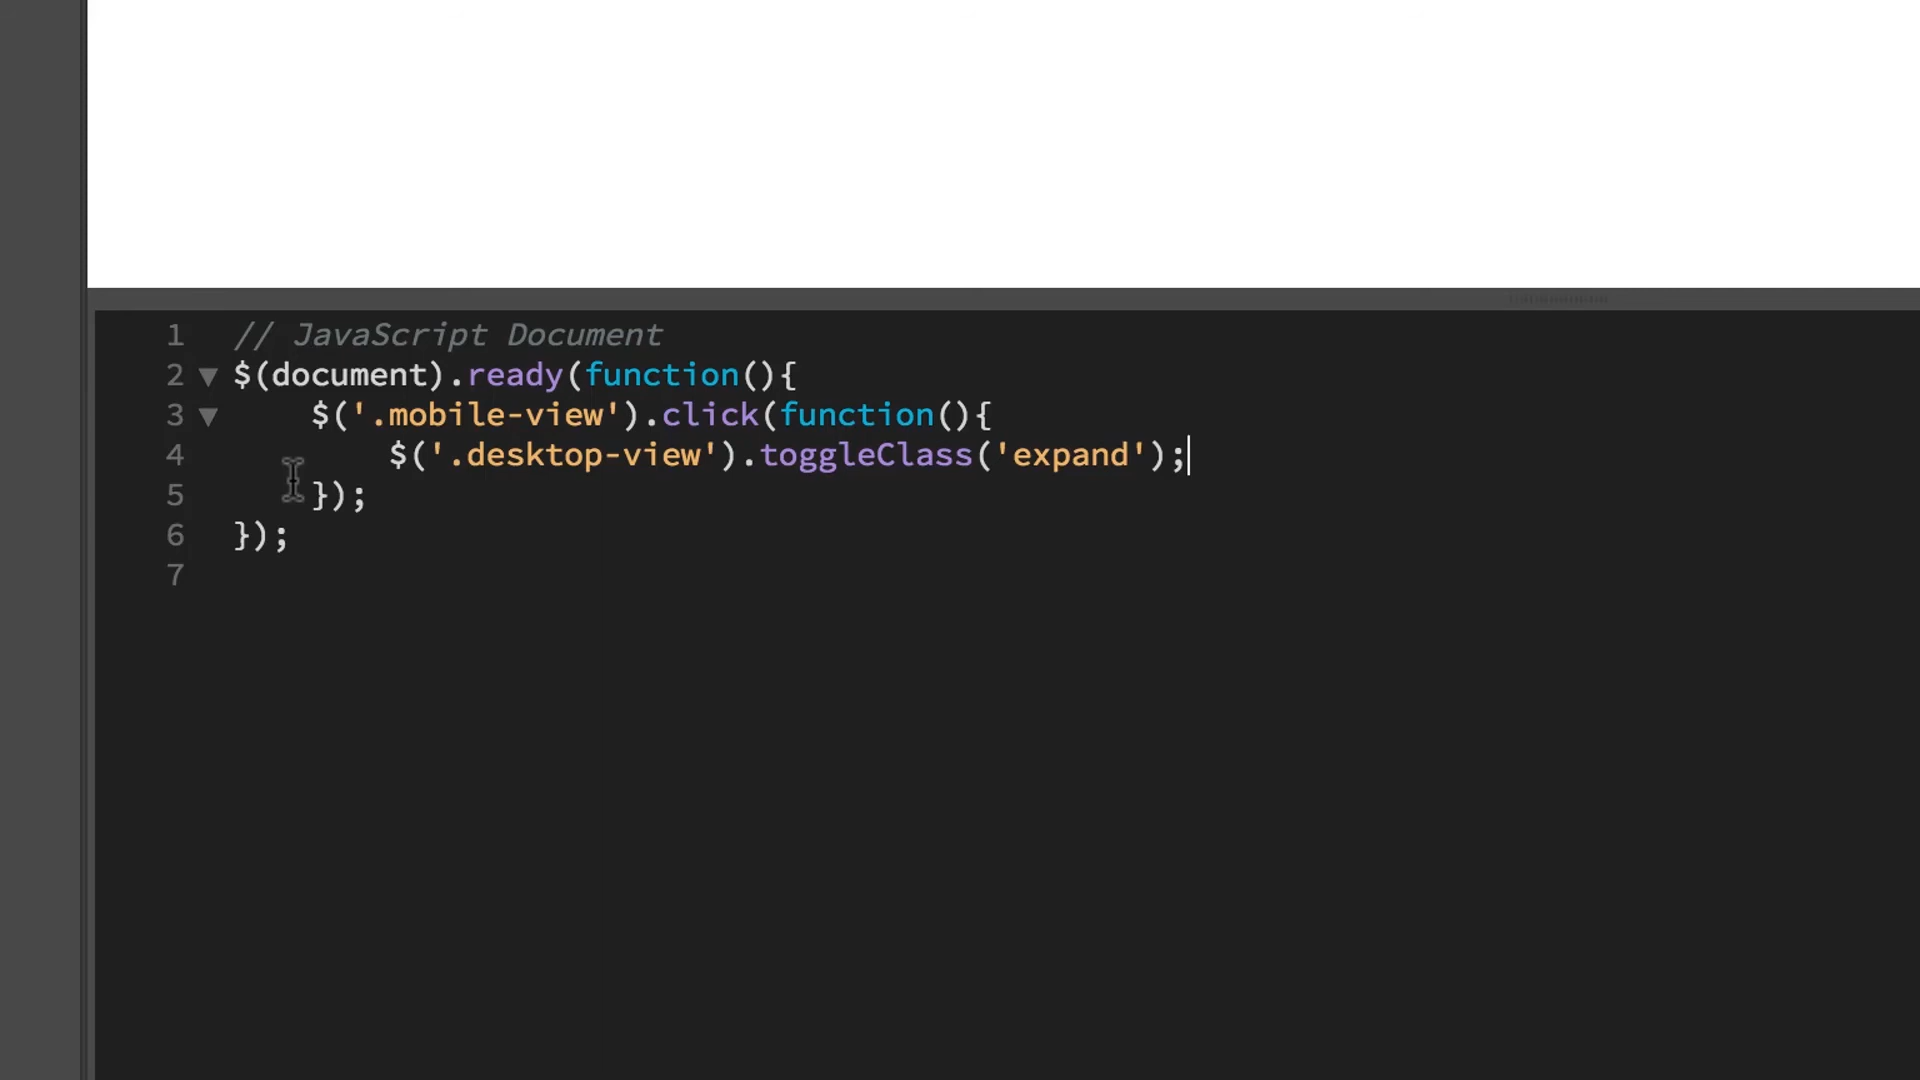 1 // JavaScript Document
2 ▼ $(document).ready(function(){
3 ▼     $('.mobile-view').click(function(){
4         $('.desktop-view').toggleClass('expand');
5     });
6 });
7